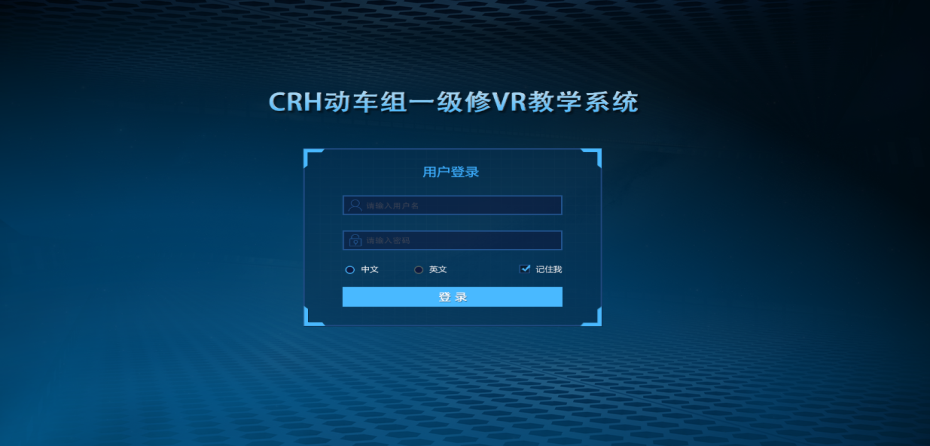 CRH动车组一级修VR教学系统
用户登录
请输入用户名
请输入密码
中文 英文 记住我
登录